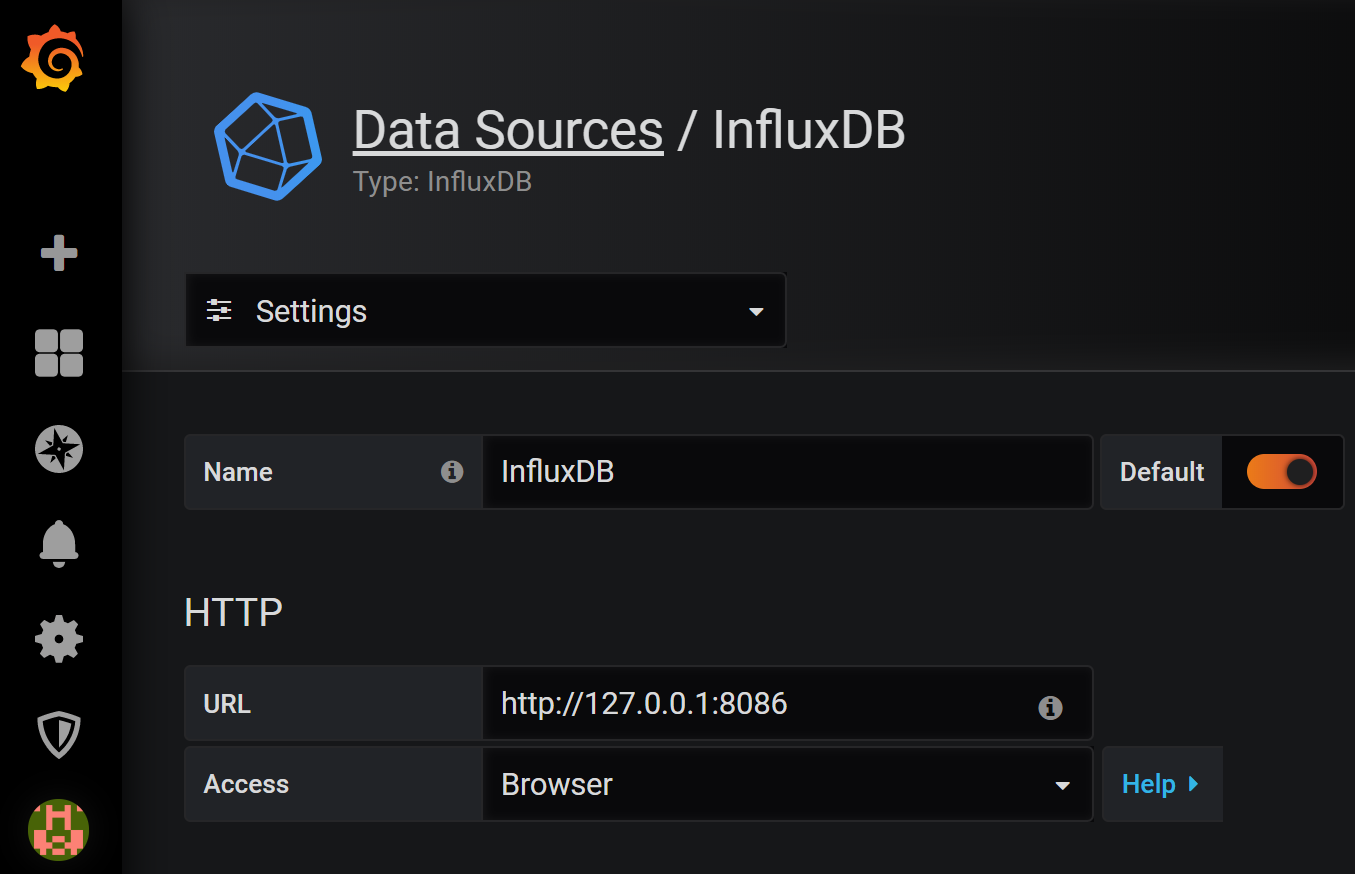 Data Sources / InfluxDB
Type: InfluxDB
Settings
Name InfluxDB Default
HTTP
URL http://127.0.0.1:8086
Access Browser Help